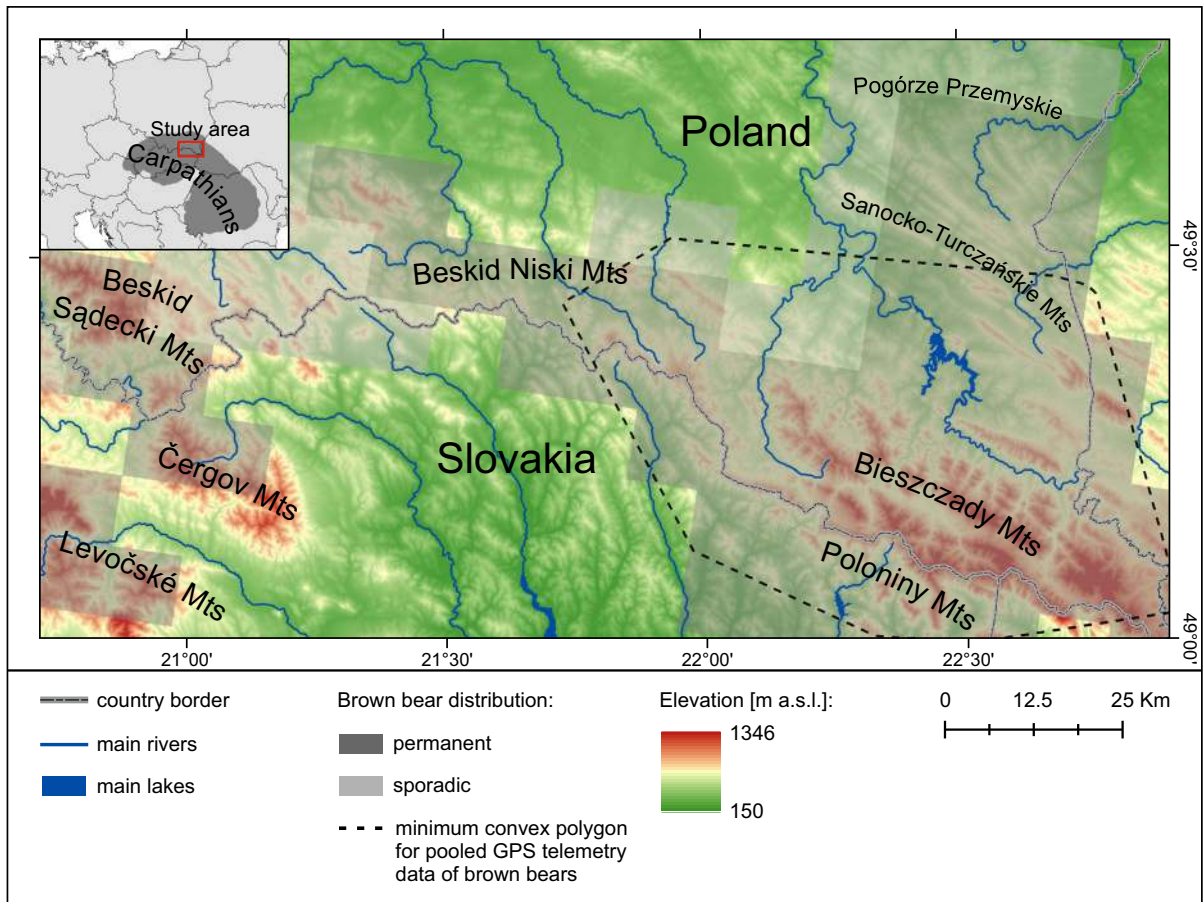 Study area
Carpathians
Poland
Pogórze Przemyskie
Sanocko-Turczańskie Mts
Beskid Niski Mts
Beskid
Sądecki Mts
Čergov Mts
Levočské Mts
Slovakia
Bieszczady Mts
Poloniny Mts
49°30'
49°00'
21°00'
21°30'
22°00'
22°30'
country border
main rivers
main lakes
Brown bear distribution:
permanent
sporadic
minimum convex polygon
for pooled GPS telemetry
data of brown bears
Elevation [m a.s.l.]:
1346
150
0 12.5 25 Km